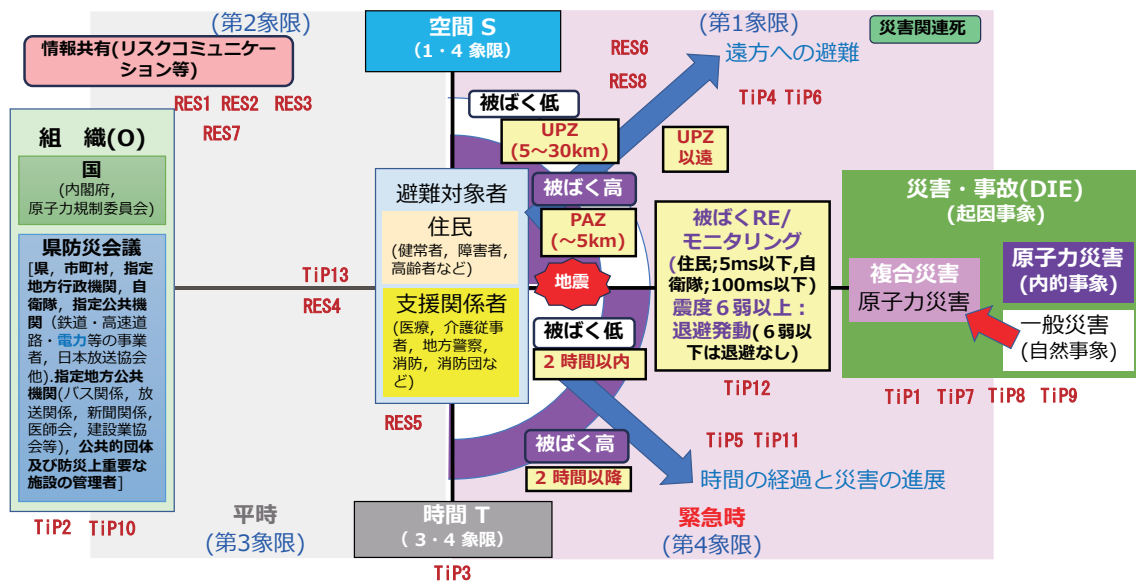 (第2象限)
空間 S
(1・4 象限)
(第1象限)
災害関連死
情報共有(リスクコミュニケー
ション等)
RES1 RES2 RES3
RES7
RES6
RES8
遠方への避難
TiP4 TiP6
被ばく低
UPZ
(5～30km)
UPZ
以遠
被ばく高
PAZ
(～5km)
組 織(O)
国
(内閣府,
原子力規制委員会)
県防災会議
[県，市町村，指定
地方行政機関，自
衛隊，指定公共機
関（鉄道・高速道
路・電力等の事業
者，日本放送協会
他).指定地方公共
機関(バス関係，放
送関係，新聞関係，
医師会，建設業協
会等)，公共的団体
及び防災上重要な
施設の管理者]
TiP2 TiP10
TiP13
RES4
避難対象者
住民
(健常者，障害者，
高齢者など)
支援関係者
(医療，介護従事
者，地方警察，
消防，消防団な
ど)
RES5
地震
被ばく低
2 時間以内
被ばく高
2 時間以降
被ばくRE/
モニタリング
(住民;5ms以下,自
衛隊;100ms以下)
震度６弱以上：
退避発動(６弱以
下は退避なし)
TiP12
災害・事故(DIE)
(起因事象)
複合災害
原子力災害
原子力災害
(内的事象)
一般災害
(自然事象)
TiP1 TiP7 TiP8 TiP9
TiP5 TiP11
時間の経過と災害の進展
平時
(第3象限)
時間 T
( 3・4 象限)
緊急時
(第4象限)
TiP3